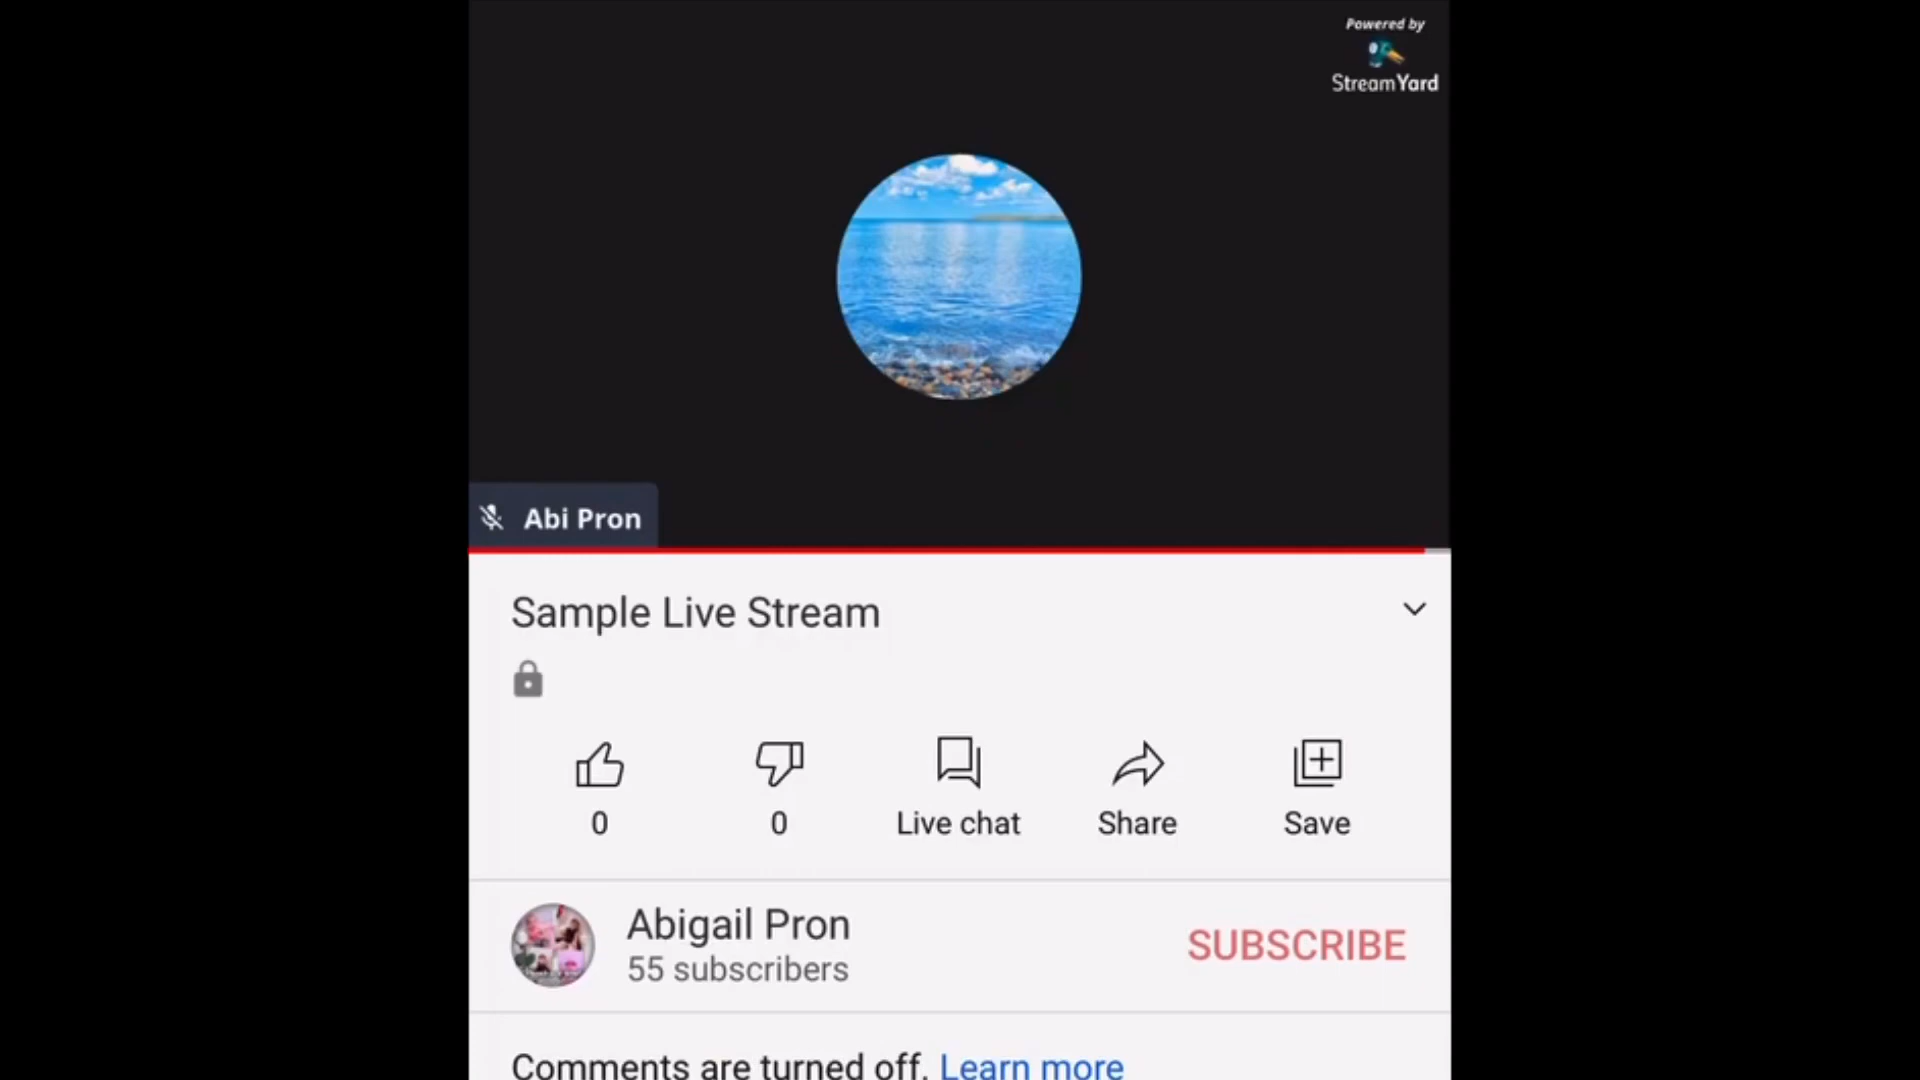 Powered by
StreamYard
Abi Pron
Sample Live Stream
0
0
Live chat
Share
Save
Abigail Pron
55 subscribers
SUBSCRIBE
Comments are turned off. Learn more